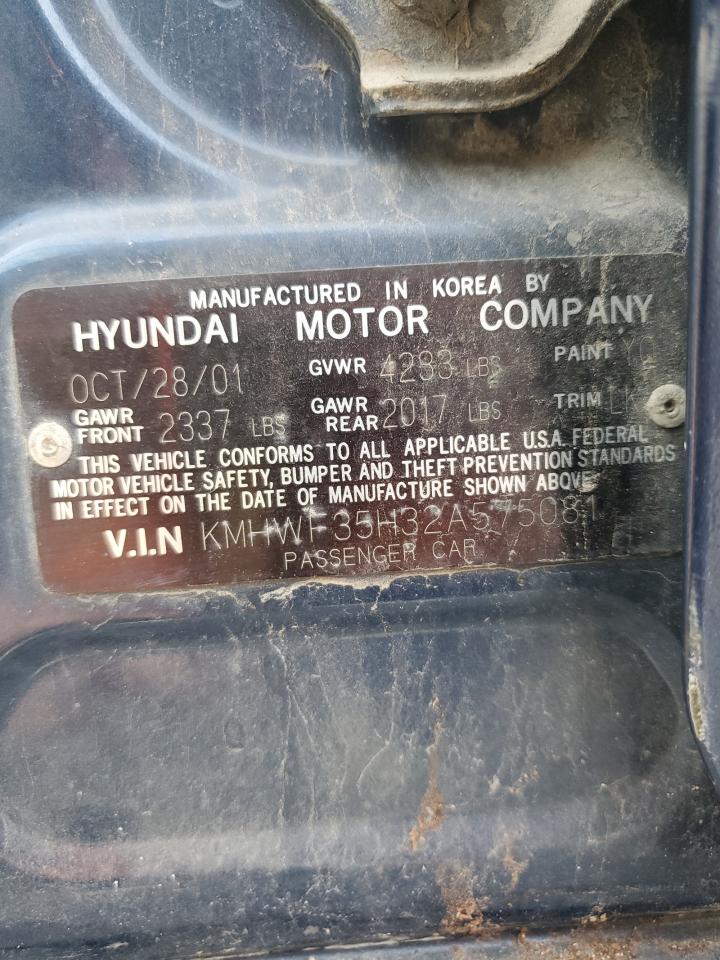 MANUFACTURED IN KOREA BY
HYUNDAI MOTOR COMPANY
OCT/28/01 GVWR 4283 LBS PAINT
GAWR FRONT 2337 LBS GAWR REAR 2017 LBS TRIM LK
THIS VEHICLE CONFORMS TO ALL APPLICABLE U.S.A. FEDERAL
MOTOR VEHICLE SAFETY, BUMPER AND THEFT PREVENTION STANDARDS
IN EFFECT ON THE DATE OF MANUFACTURE SHOWN ABOVE
V.I.N KMHWF35H32A575081
PASSENGER CAR